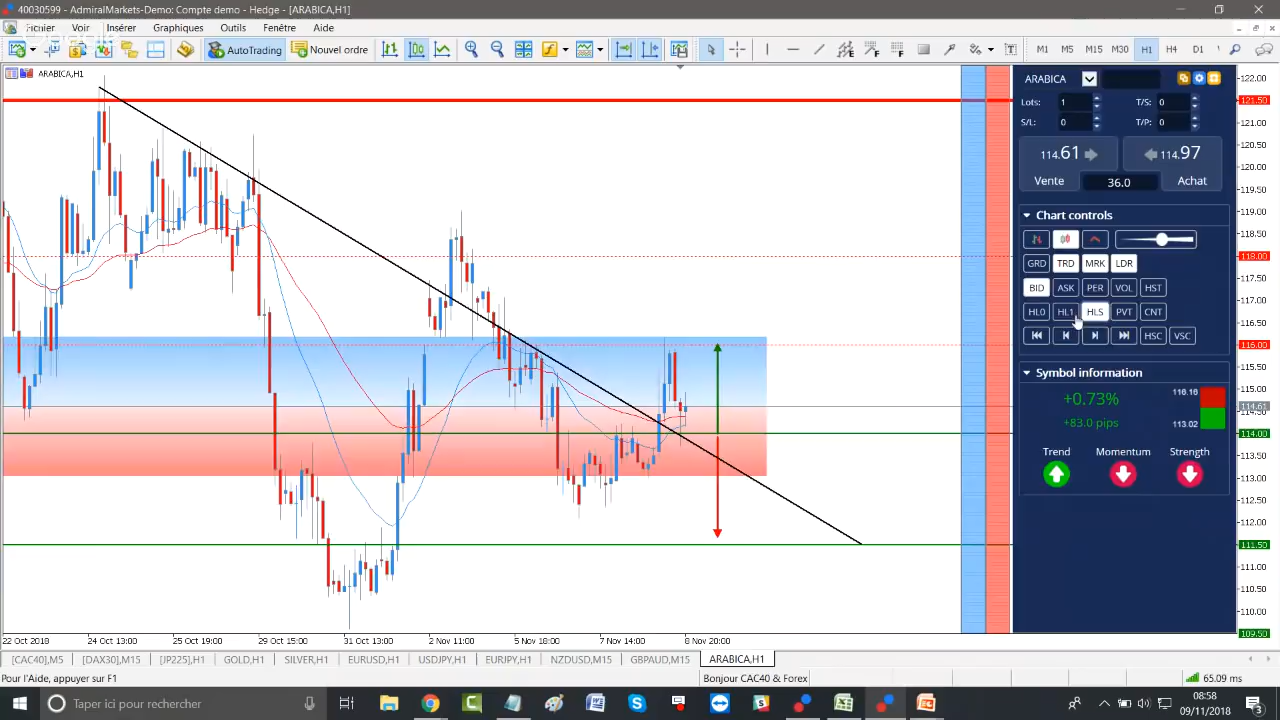 40030599 - AdmiralMarkets-Demo: Compte demo - Hedge - [ARABICA,H1]
Fichier Voir Insérer Graphiques Outils Fenêtre Aide
AutoTrading Nouvel ordre M1 M5 M15 M30 H1 H4 D1
ARABICA,H1
ARABICA
Lots: 1 T/S: 0
S/L: 0 T/P: 0
114.61 114.97
Vente 36.0 Achat
Chart controls
GRD TRD MRK LDR
BID ASK PER VOL HST
HL0 HL1 HLS PVT CNT
HSC VSC
Symbol information
+0.73% 116.16
+83.0 pips 113.02
Trend Momentum Strength
122.00
121.50
121.00
120.50
120.00
119.50
119.00
118.50
118.00
117.50
117.00
116.50
116.00
115.50
115.00
114.61
114.00
113.50
113.00
112.50
112.00
111.50
111.00
110.50
110.00
109.50
22 Oct 2018 24 Oct 13:00 25 Oct 19:00 29 Oct 15:00 31 Oct 13:00 2 Nov 11:00 5 Nov 18:00 7 Nov 14:00 8 Nov 20:00
[CAC40],M5 [DAX30],M15 [JP225],H1 GOLD,H1 SILVER,H1 EURUSD,H1 USDJPY,H1 EURJPY,H1 NZDUSD,M15 GBPAUD,M15 ARABICA,H1
Pour l'Aide, appuyer sur F1 Bonjour CAC40 & Forex 65.09 ms
Taper ici pour rechercher 08:58
09/11/2018 3